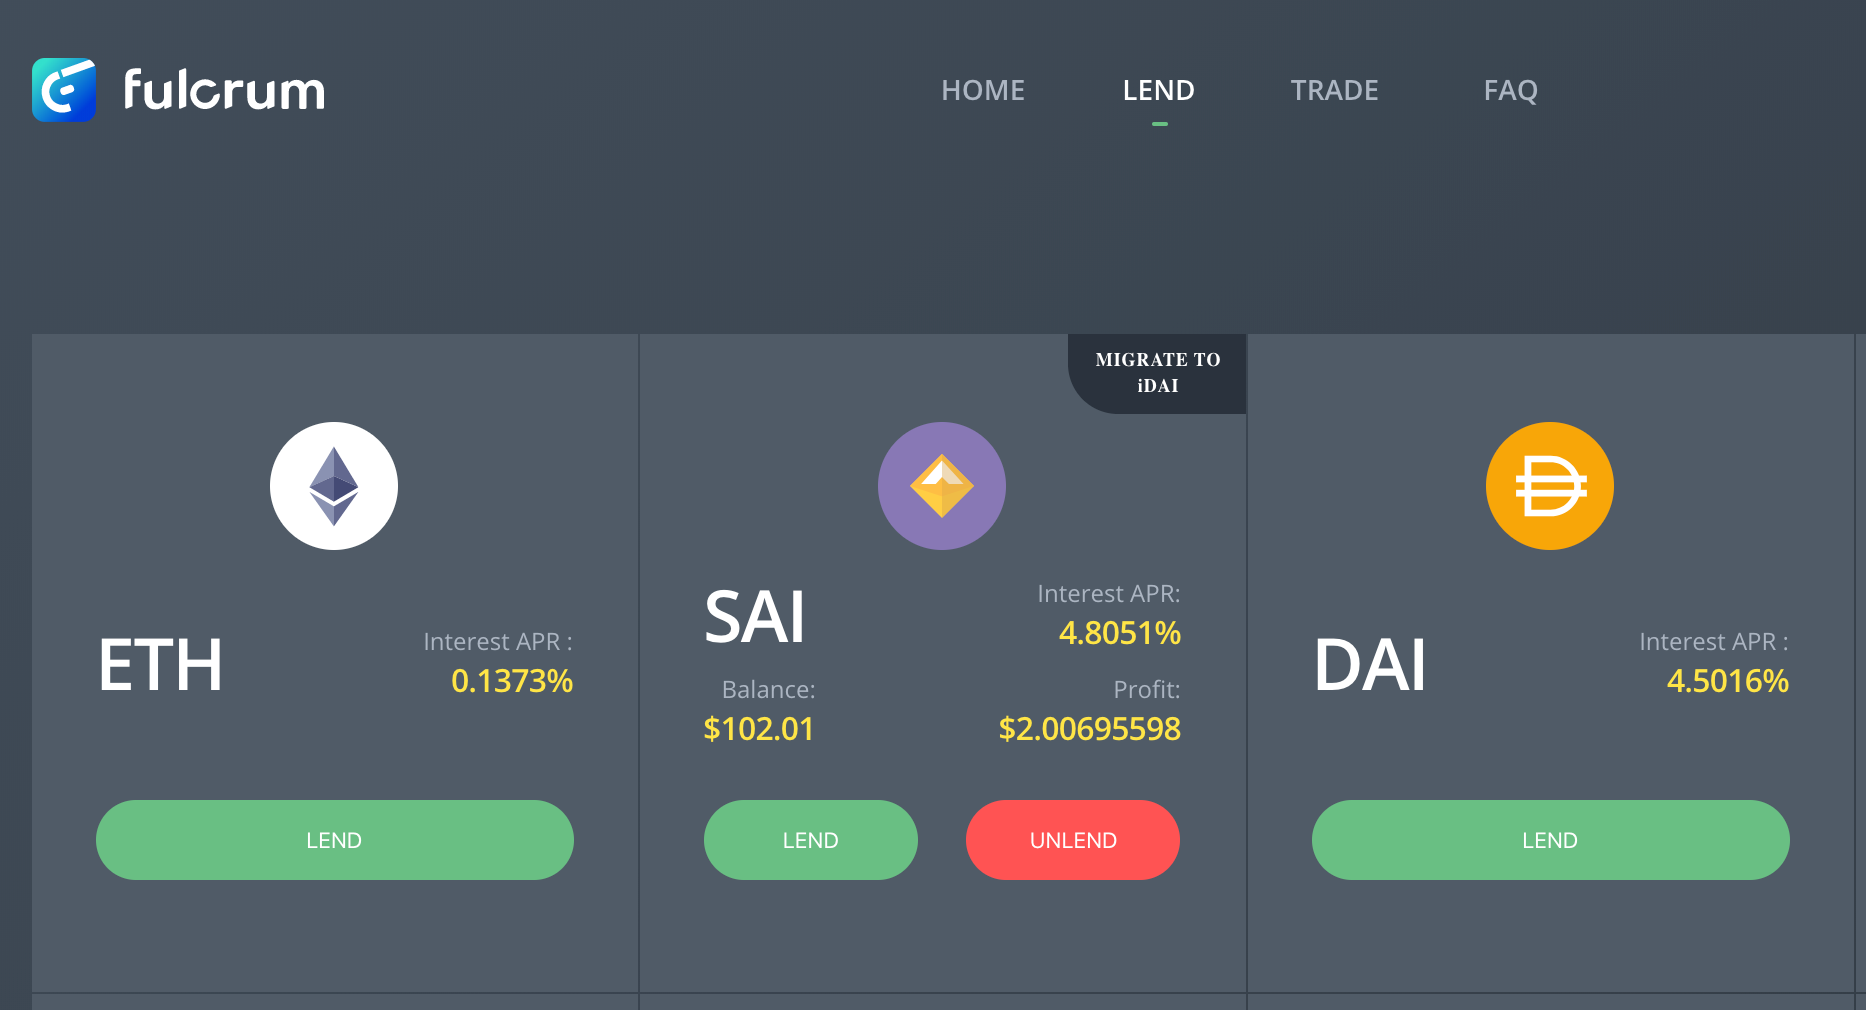 fulcrum
HOME LEND TRADE FAQ
MIGRATE TO
iDAI
ETH
Interest APR :
0.1373%
LEND
SAI
Interest APR:
4.8051%
Balance:
$102.01
Profit:
$2.00695598
LEND UNLEND
DAI
Interest APR :
4.5016%
LEND